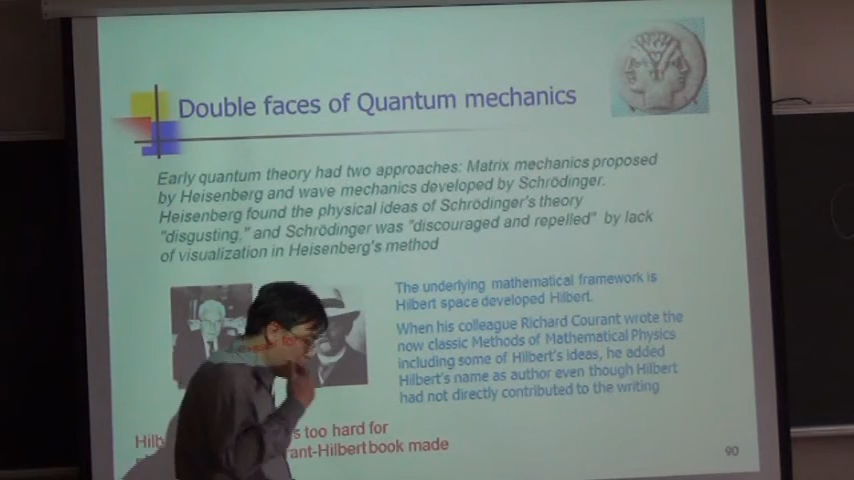 Double faces of Quantum mechanics
Early quantum theory had two approaches: Matrix mechanics proposed
by Heisenberg and wave mechanics developed by Schrödinger.
Heisenberg found the physical ideas of Schrödinger's theory
"disgusting," and Schrödinger was "discouraged and repelled" by lack
of visualization in Heisenberg's method
The underlying mathematical framework is
Hilbert space developed Hilbert.
When his colleague Richard Courant wrote the
now classic Methods of Mathematical Physics
including some of Hilbert's ideas, he added
Hilbert's name as author even though Hilbert
had not directly contributed to the writing
too hard for
book made
90